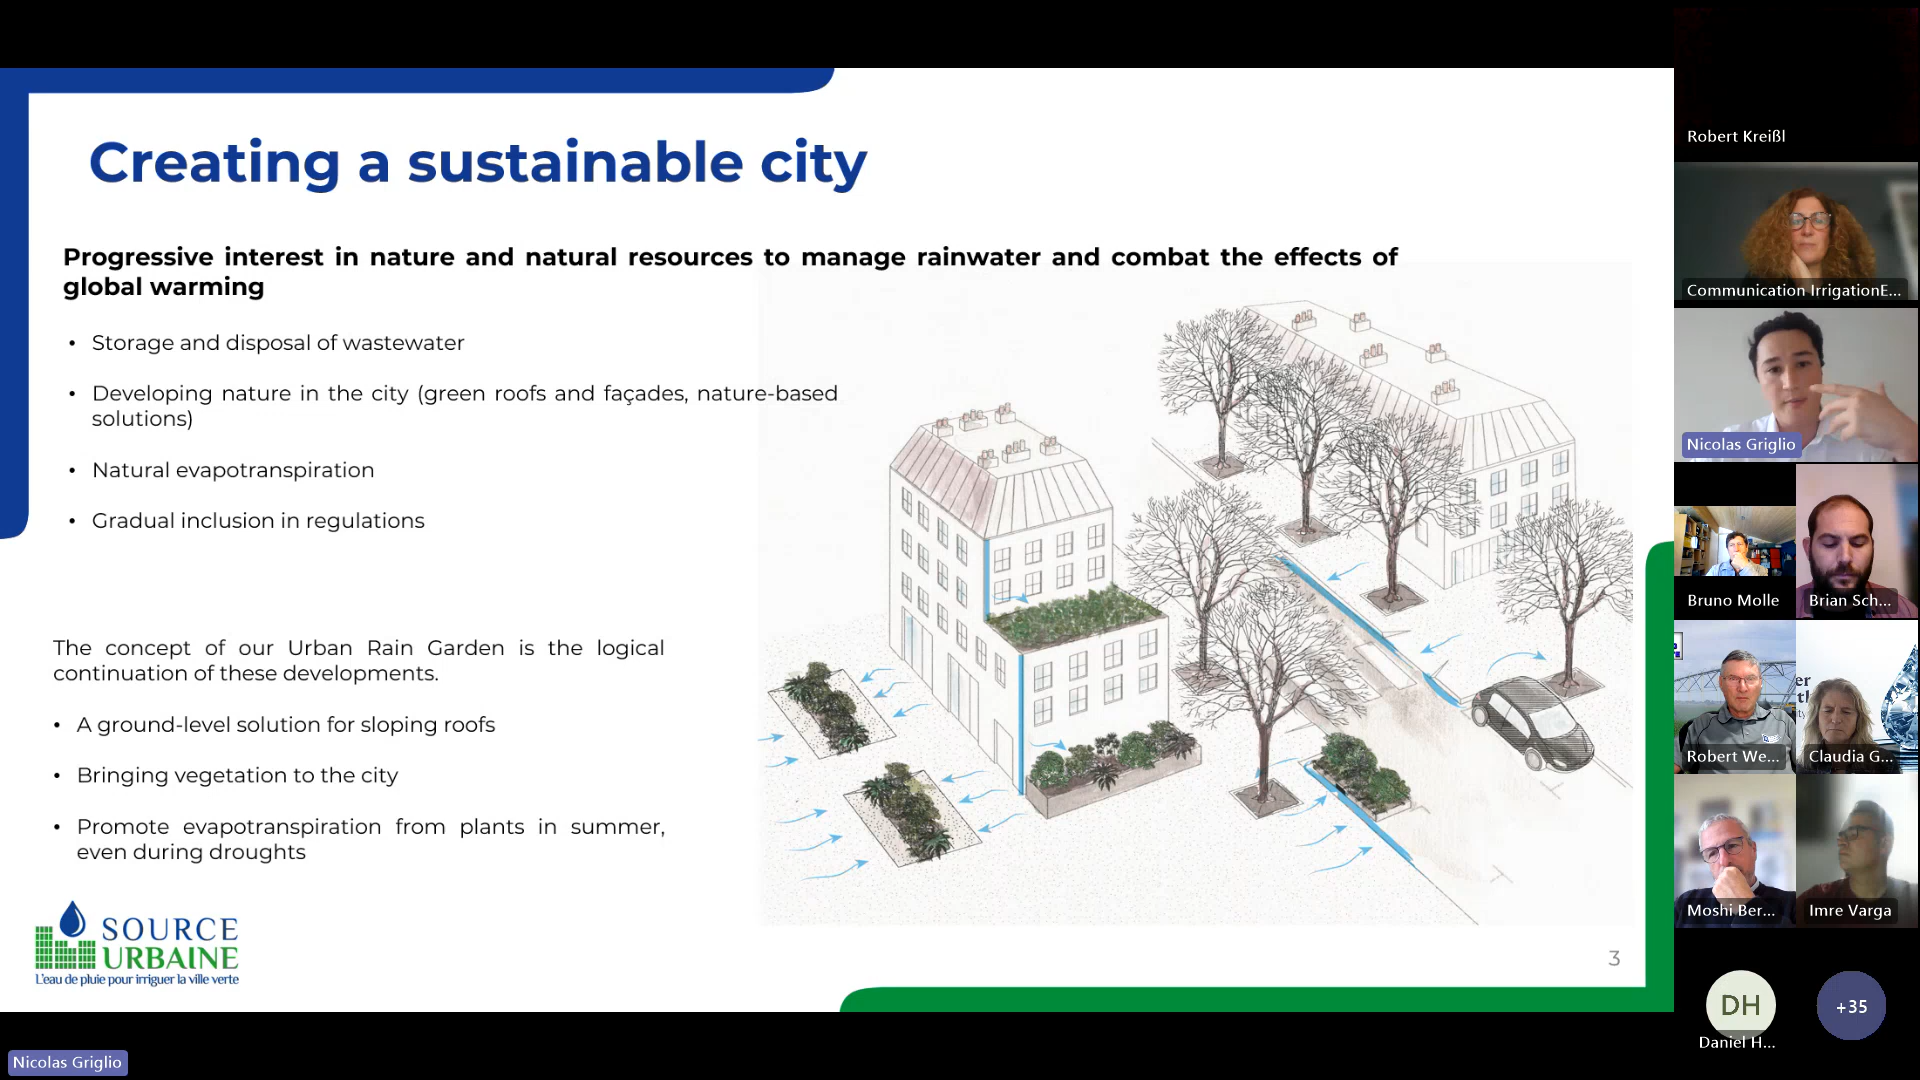 Creating a sustainable city
Progressive interest in nature and natural resources to manage rainwater and combat the effects of
global warming
• Storage and disposal of wastewater
• Developing nature in the city (green roofs and façades, nature-based
solutions)
• Natural evapotranspiration
• Gradual inclusion in regulations
The concept of our Urban Rain Garden is the logical
continuation of these developments.
• A ground-level solution for sloping roofs
• Bringing vegetation to the city
• Promote evapotranspiration from plants in summer,
even during droughts
SOURCE
URBAINE
L'eau de pluie pour irriguer la ville verte
3
Nicolas Griglio
Robert Kreißl
Communication IrrigationE...
Nicolas Griglio
Bruno Molle
Brian Sch...
Robert We...
Claudia G...
Moshi Ber...
Imre Varga
DH
Daniel H...
+35